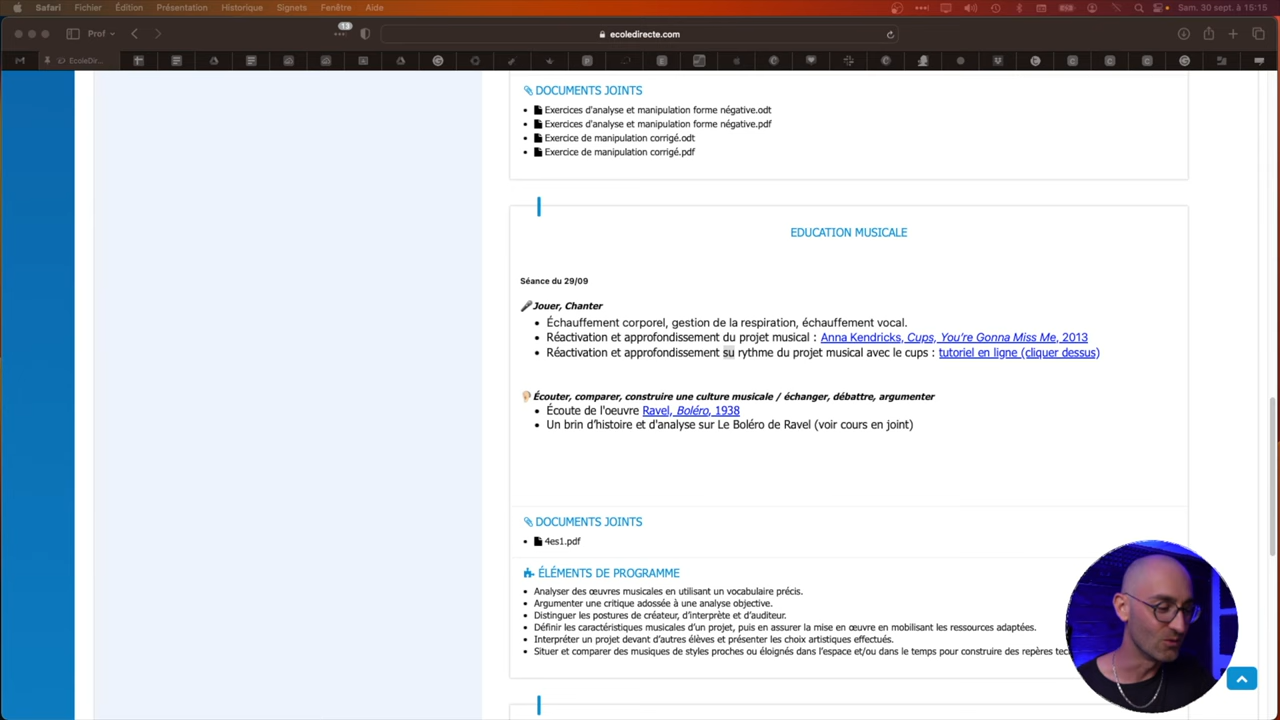 Safari Fichier Édition Présentation Historique Signets Fenêtre Aide Sam. 30 sept. à 15:15
Prof 13 ecoledirecte.com
EcoleDir...
DOCUMENTS JOINTS
Exercices d'analyse et manipulation forme négative.odt
Exercices d'analyse et manipulation forme négative.pdf
Exercice de manipulation corrigé.odt
Exercice de manipulation corrigé.pdf
EDUCATION MUSICALE
Séance du 29/09
Jouer, Chanter
Échauffement corporel, gestion de la respiration, échauffement vocal.
Réactivation et approfondissement du projet musical : Anna Kendricks, Cups, You're Gonna Miss Me, 2013
Réactivation et approfondissement su rythme du projet musical avec le cups : tutoriel en ligne (cliquer dessus)
Écouter, comparer, construire une culture musicale / échanger, débattre, argumenter
Écoute de l'oeuvre Ravel, Boléro, 1938
Un brin d'histoire et d'analyse sur Le Boléro de Ravel (voir cours en joint)
DOCUMENTS JOINTS
4es1.pdf
ÉLÉMENTS DE PROGRAMME
Analyser des œuvres musicales en utilisant un vocabulaire précis.
Argumenter une critique adossée à une analyse objective.
Distinguer les postures de créateur, d'interprète et d'auditeur.
Définir les caractéristiques musicales d'un projet, puis en assurer la mise en œuvre en mobilisant les ressources adaptées.
Interpréter un projet devant d'autres élèves et présenter les choix artistiques effectués.
Situer et comparer des musiques de styles proches ou éloignés dans l'espace et/ou dans le temps pour construire des repères